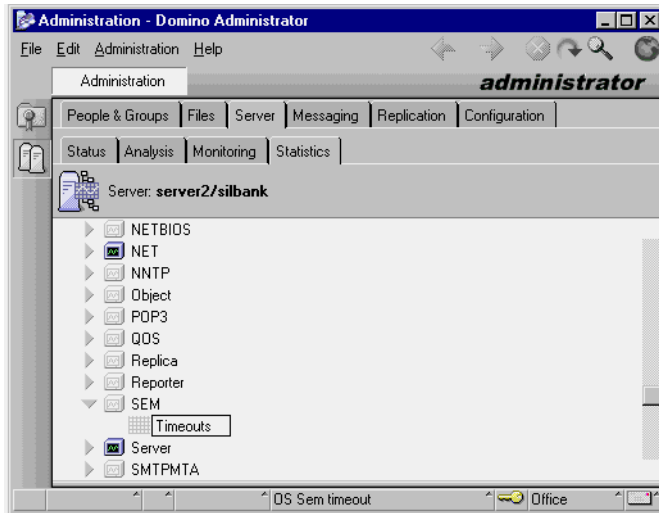 Administration - Domino Administrator
File Edit Administration Help
Administration
administrator
People & Groups Files Server Messaging Replication Configuration
Status Analysis Monitoring Statistics
Server: server2/silbank
NETBIOS
NET
NNTP
Object
POP3
QOS
Replica
Reporter
SEM
Timeouts
Server
SMTPMTA
OS Sem timeout Office